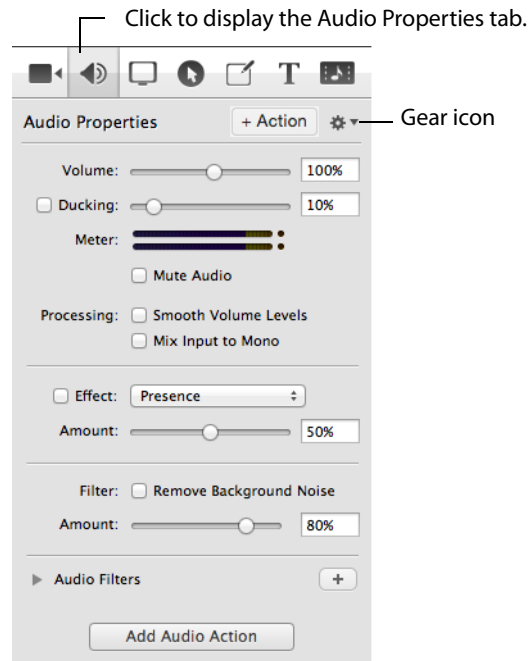 Click to display the Audio Properties tab.
T
Audio Properties
+ Action
Gear icon
Volume: 100%
Ducking: 10%
Meter:
Mute Audio
Processing: Smooth Volume Levels
Mix Input to Mono
Effect: Presence
Amount: 50%
Filter: Remove Background Noise
Amount: 80%
Audio Filters +
Add Audio Action